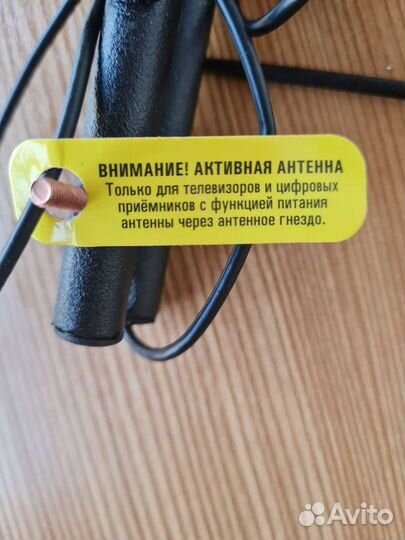 ВНИМАНИЕ! АКТИВНАЯ АНТЕННА
Только для телевизоров и цифровых
приёмников с функцией питания
антенны через антенное гнездо.
Avito